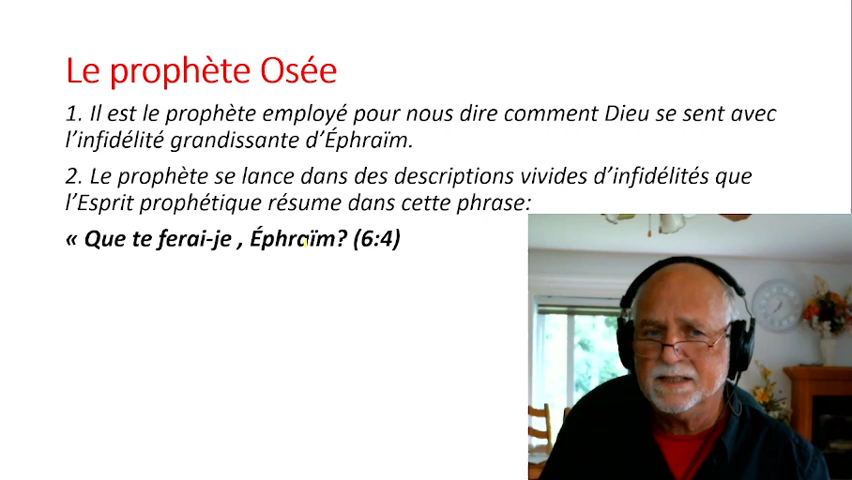 Le prophète Osée
1. Il est le prophète employé pour nous dire comment Dieu se sent avec
l’infidélité grandissante d’Éphraïm.
2. Le prophète se lance dans des descriptions vivides d’infidélités que
l’Esprit prophétique résume dans cette phrase:
« Que te ferai-je , Éphraïm? (6:4)